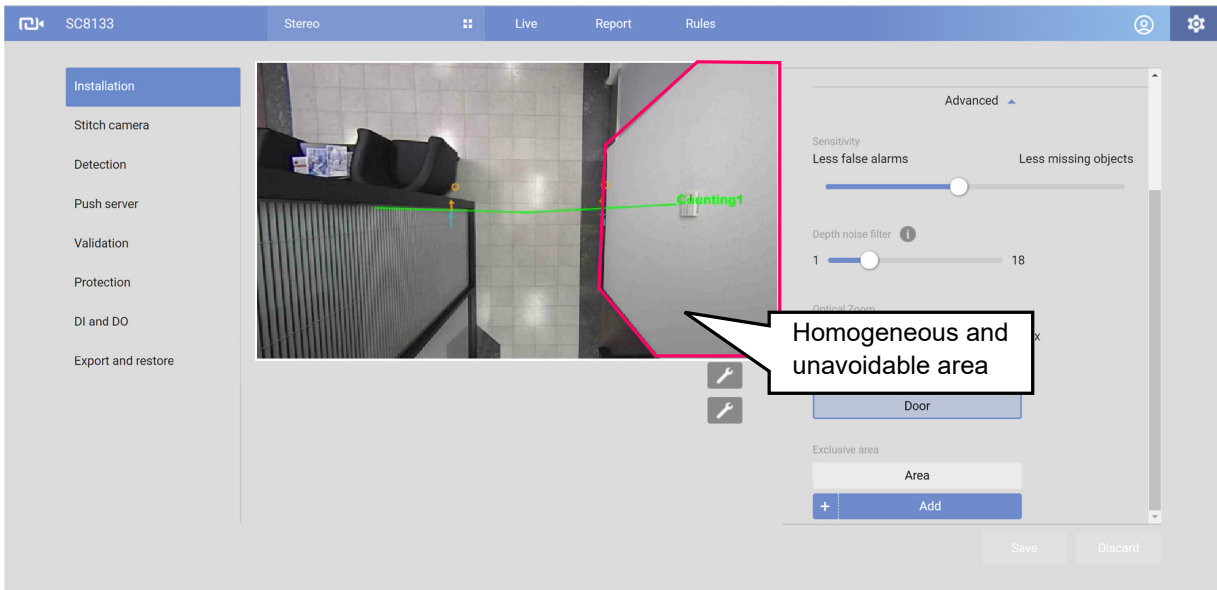 SC8133
Stereo
Live
Report
Rules
Installation
Stitch camera
Detection
Push server
Validation
Protection
DI and DO
Export and restore
Counting1
Advanced
Sensitivity
Less false alarms
Less missing objects
Depth noise filter
1
18
Optical Zoom
x
Homogeneous and
unavoidable area
Door
Exclusive area
Area
+ Add
Save
Discard